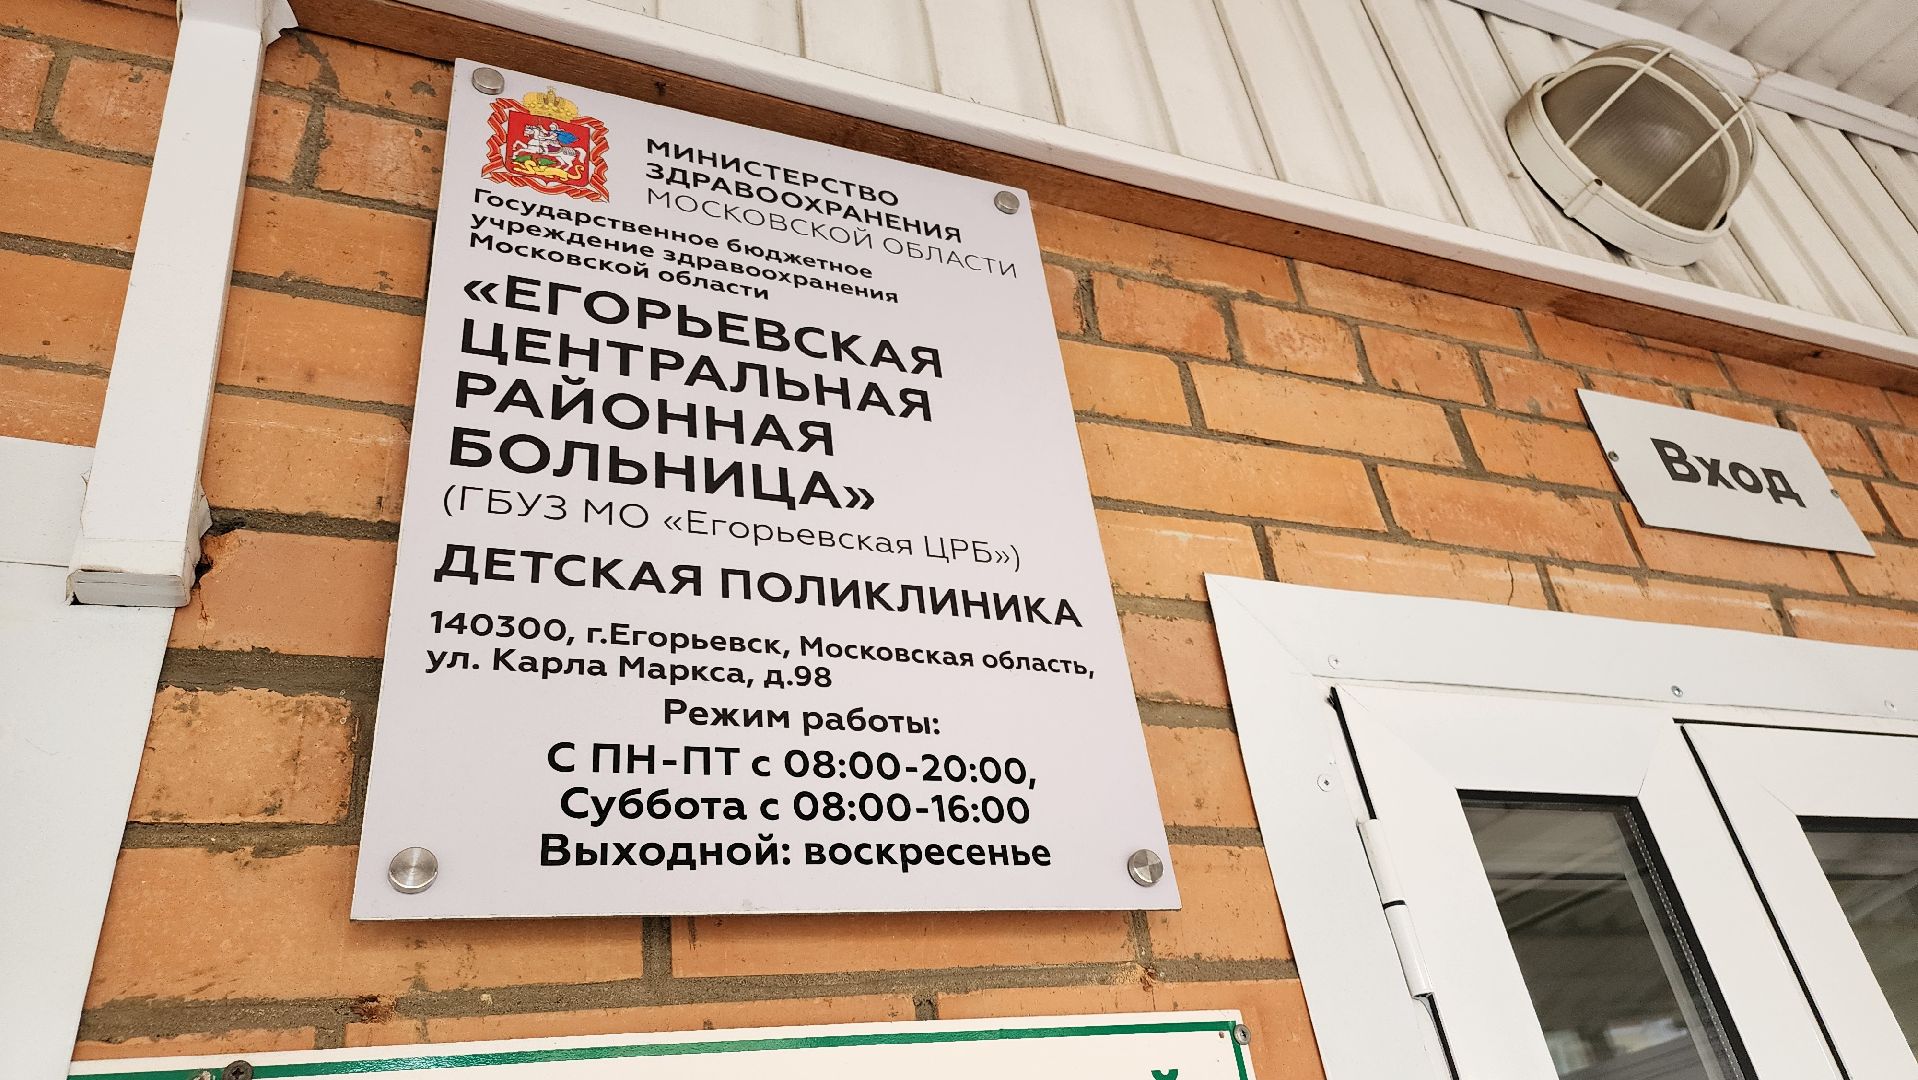 МИНИСТЕРСТВО
ЗДРАВООХРАНЕНИЯ
МОСКОВСКОЙ ОБЛАСТИ
Государственное бюджетное
учреждение здравоохранения
Московской области
«ЕГОРЬЕВСКАЯ
ЦЕНТРАЛЬНАЯ
РАЙОННАЯ
БОЛЬНИЦА»
(ГБУЗ МО «Егорьевская ЦРБ»)
ДЕТСКАЯ ПОЛИКЛИНИКА
140300, г.Егорьевск, Московская область,
ул. Карла Маркса, д.98
Режим работы:
С ПН-ПТ с 08:00-20:00,
Суббота с 08:00-16:00
Выходной: воскресенье
Вход